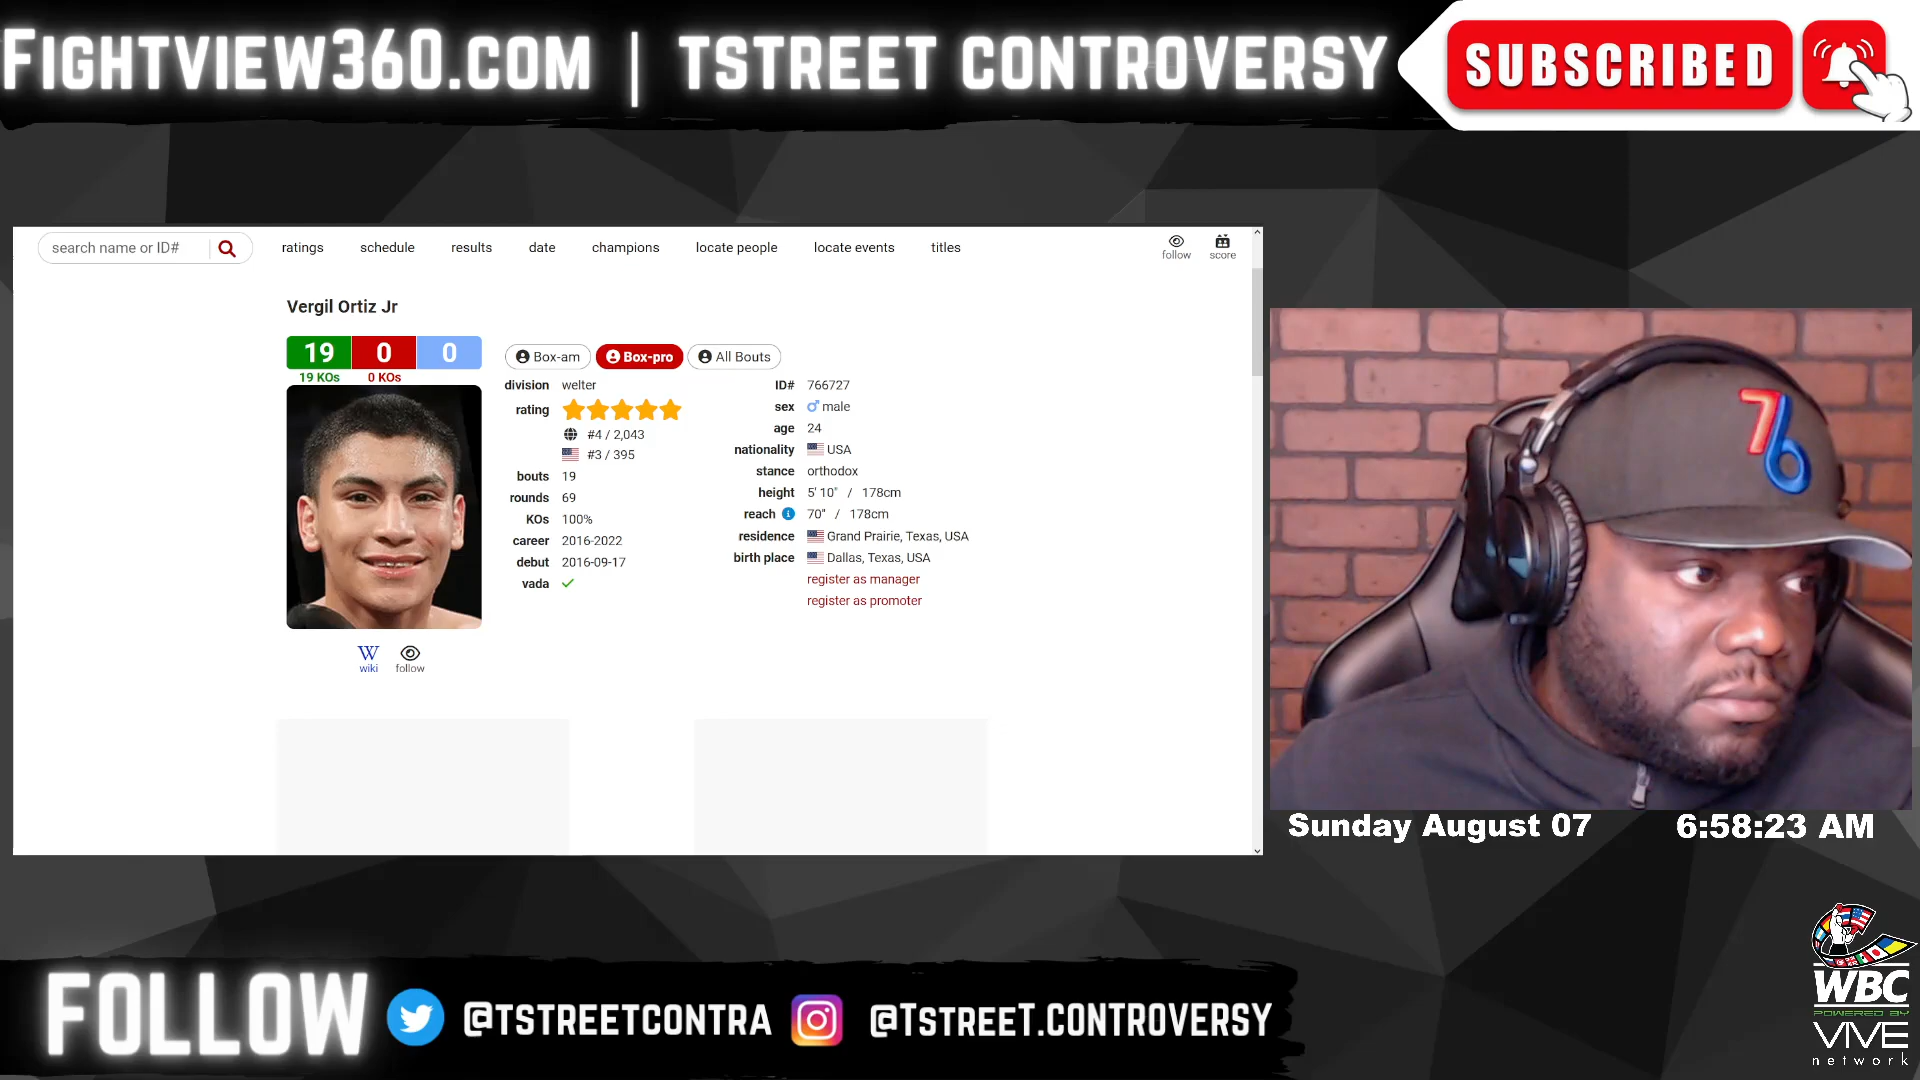 FIGHTVIEW360.COM | TSTREET CONTROVERSY
SUBSCRIBED
search name or ID#
ratings schedule results date champions locate people locate events titles
follow score
Vergil Ortiz Jr
19 0 0
19 KOs 0 KOs
Box-am Box-pro All Bouts
division welter
rating
#4 / 2,043
#3 / 395
bouts 19
rounds 69
KOs 100%
career 2016-2022
debut 2016-09-17
vada
ID# 766727
sex male
age 24
nationality USA
stance orthodox
height 5' 10" / 178cm
reach 70" / 178cm
residence Grand Prairie, Texas, USA
birth place Dallas, Texas, USA
register as manager
register as promoter
W
wiki follow
76
Sunday August 07 6:58:23 AM
FOLLOW @TSTREETCONTRA @TSTREET.CONTROVERSY
WBC
POWERED BY
VIVE
network